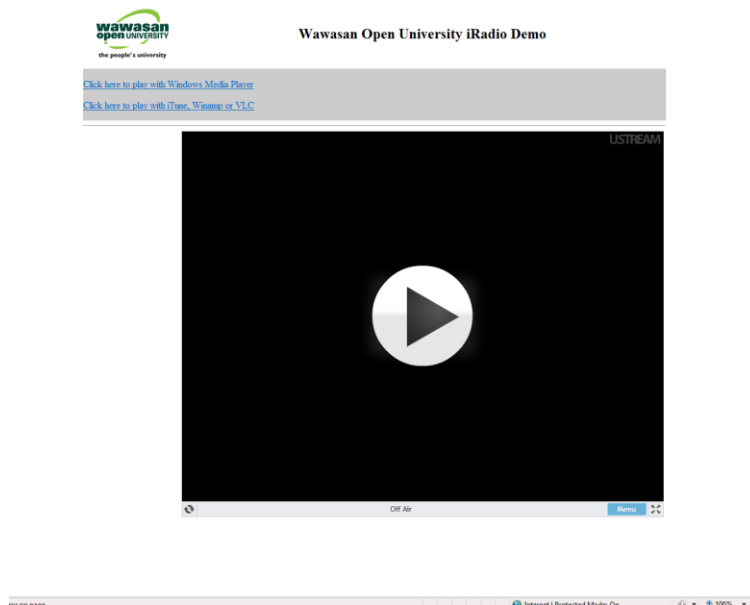 wawasan
open UNIVERSITY
the people's university
Wawasan Open University iRadio Demo
Click here to play with Windows Media Player
Click here to play with iTune, Winamp or VLC
USTREAM
Off Air
Menu
Internet | Protected Mode: On
100%